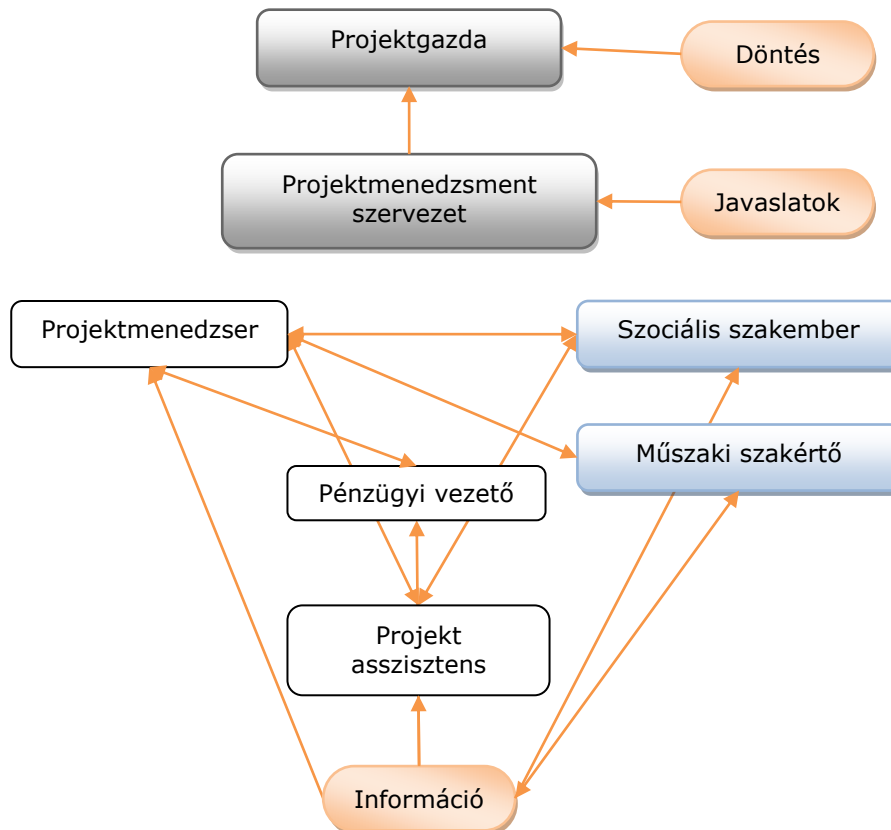 Projektgazda
Döntés
Projektmenedzsment
szervezet
Javaslatok
Projektmenedzser
Szociális szakember
Műszaki szakértő
Pénzügyi vezető
Projekt
asszisztens
Információ